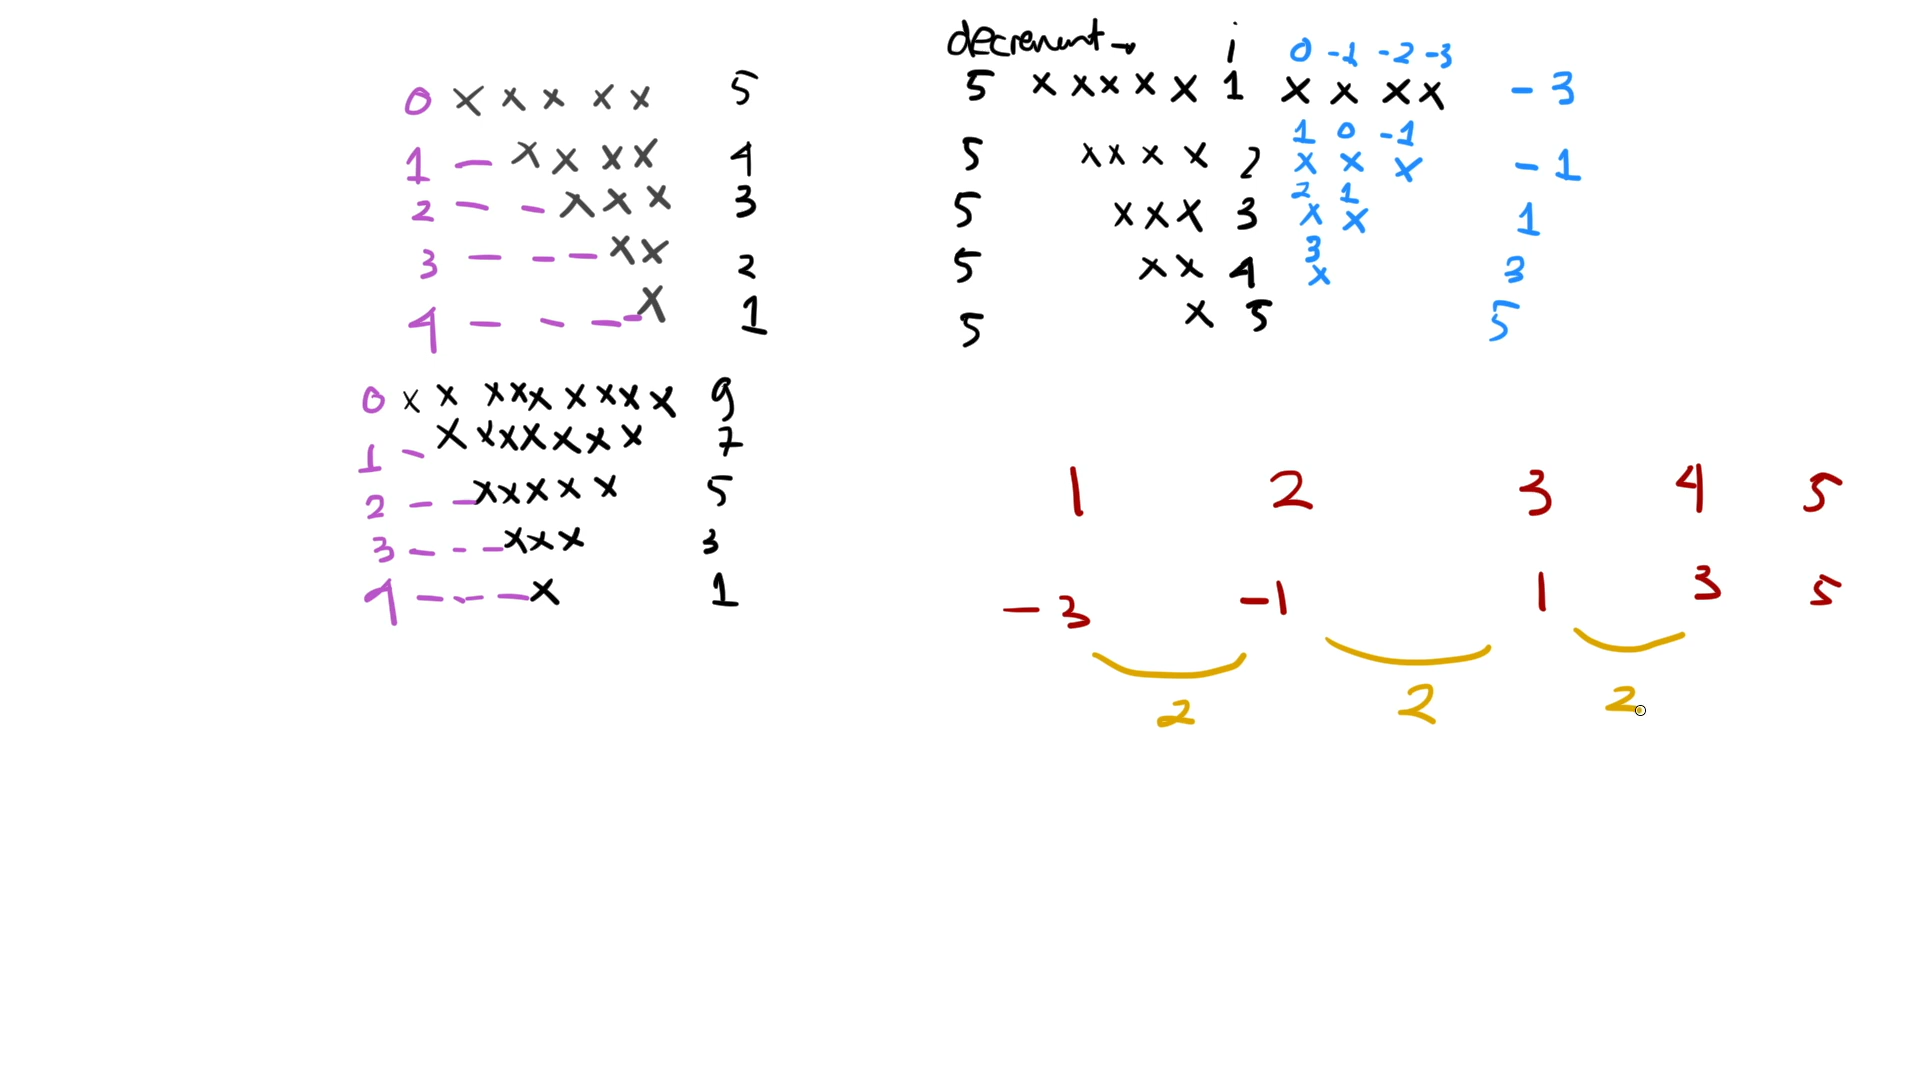 0 x x x x x 5
1 - x x x x 4
2 - - x x x 3
3 - - - x x 2
4 - - - - x 1
0 x x x x x x x x x 9
1 - x x x x x x x 7
2 - - x x x x x 5
3 - - - x x x 3
4 - - - - x 1
decrement → i 0 -1 -2 -3
5 x x x x x 1 x x x x -3
1 0 -1
5 x x x x 2 x x x -1
2 1
5 x x x 3 x x 1
3
5 x x 4 x 3
5 x 5 5
1 2 3 4 5
-3 -1 1 3 5
2 2 2